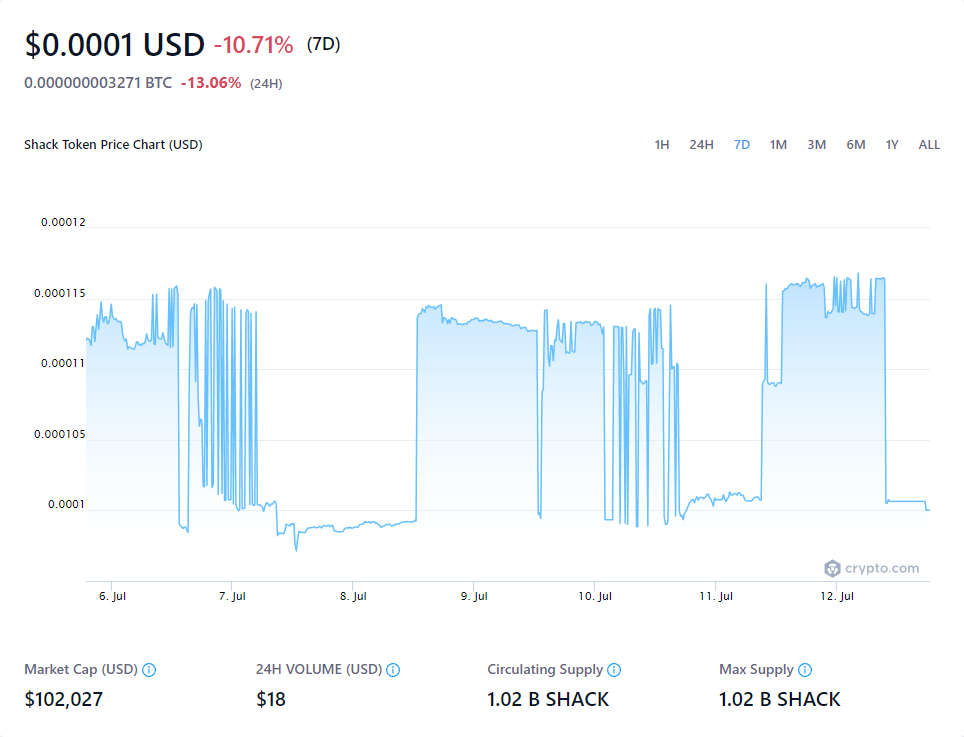 $0.0001 USD -10.71% (7D)
0.000000003271 BTC -13.06% (24H)
Shack Token Price Chart (USD) 1H 24H 7D 1M 3M 6M 1Y ALL
0.00012
0.000115
0.00011
0.000105
0.0001
crypto.com
6. Jul 7. Jul 8. Jul 9. Jul 10. Jul 11. Jul 12. Jul
Market Cap (USD) 24H VOLUME (USD) Circulating Supply Max Supply
$102,027 $18 1.02 B SHACK 1.02 B SHACK